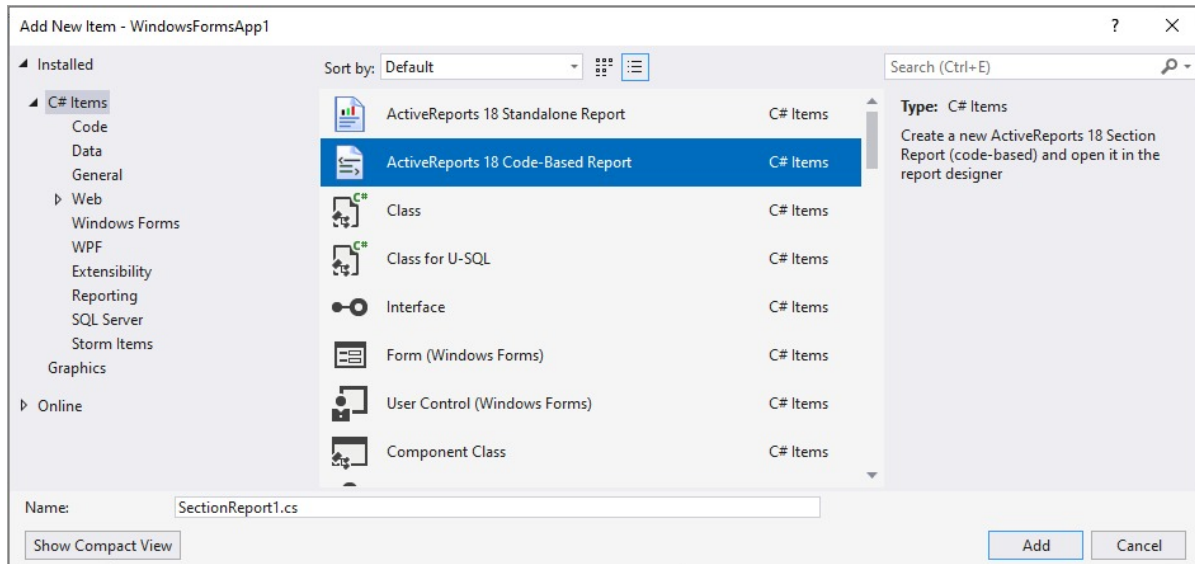 Add New Item - WindowsFormsApp1
? ×
Installed
Sort by: Default
Search (Ctrl+E)
C# Items
Code
Data
General
Web
Windows Forms
WPF
Extensibility
Reporting
SQL Server
Storm Items
Graphics
Online
ActiveReports 18 Standalone Report C# Items
ActiveReports 18 Code-Based Report C# Items
C# Class C# Items
C# Class for U-SQL C# Items
Interface C# Items
Form (Windows Forms) C# Items
User Control (Windows Forms) C# Items
Component Class C# Items
Type: C# Items
Create a new ActiveReports 18 Section
Report (code-based) and open it in the
report designer
Name: SectionReport1.cs
Show Compact View
Add Cancel